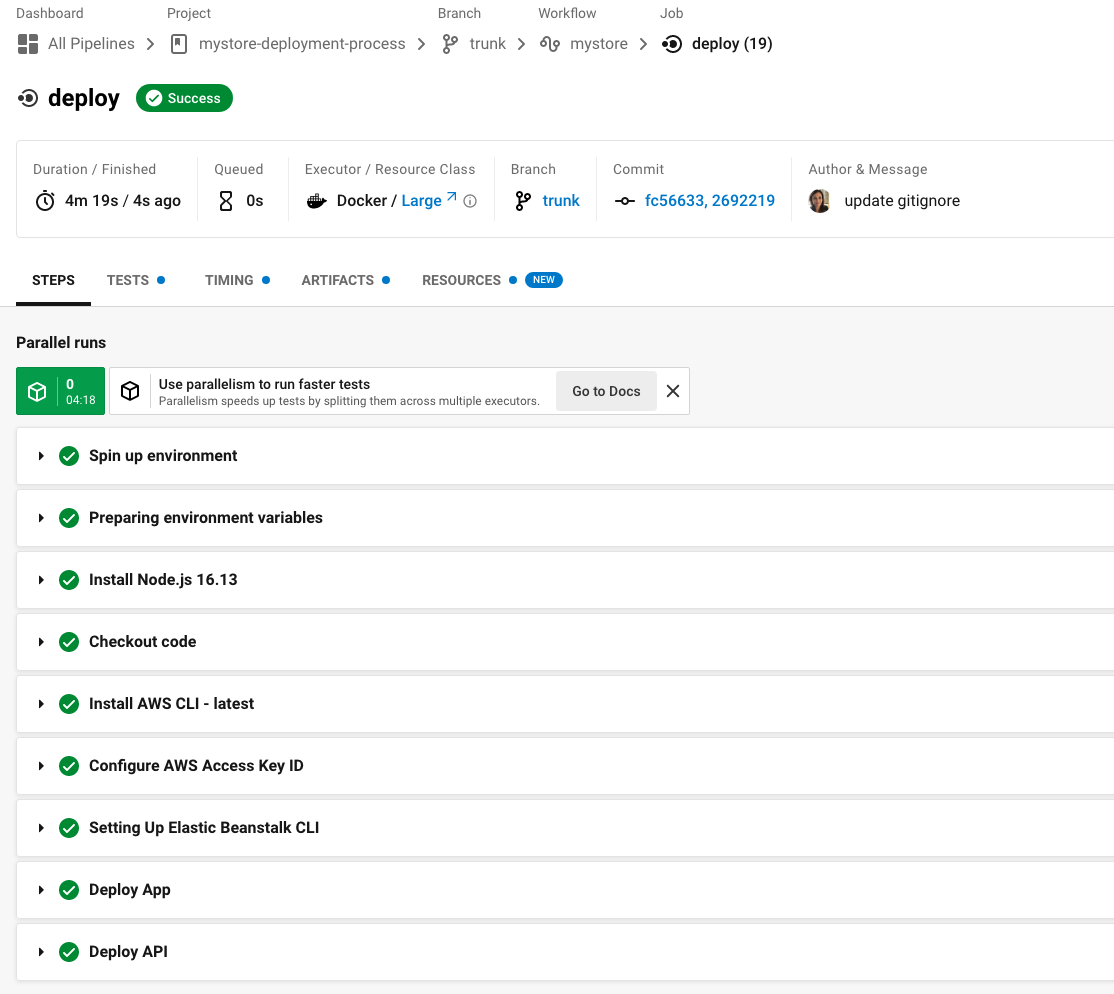 Dashboard Project Branch Workflow Job
All Pipelines mystore-deployment-process trunk mystore deploy (19)
deploy Success
Duration / Finished Queued Executor / Resource Class Branch Commit Author & Message
4m 19s / 4s ago 0s Docker / Large trunk fc56633, 2692219 update gitignore
STEPS TESTS TIMING ARTIFACTS RESOURCES NEW
Parallel runs
0
04:18
Use parallelism to run faster tests
Parallelism speeds up tests by splitting them across multiple executors.
Go to Docs
Spin up environment
Preparing environment variables
Install Node.js 16.13
Checkout code
Install AWS CLI - latest
Configure AWS Access Key ID
Setting Up Elastic Beanstalk CLI
Deploy App
Deploy API